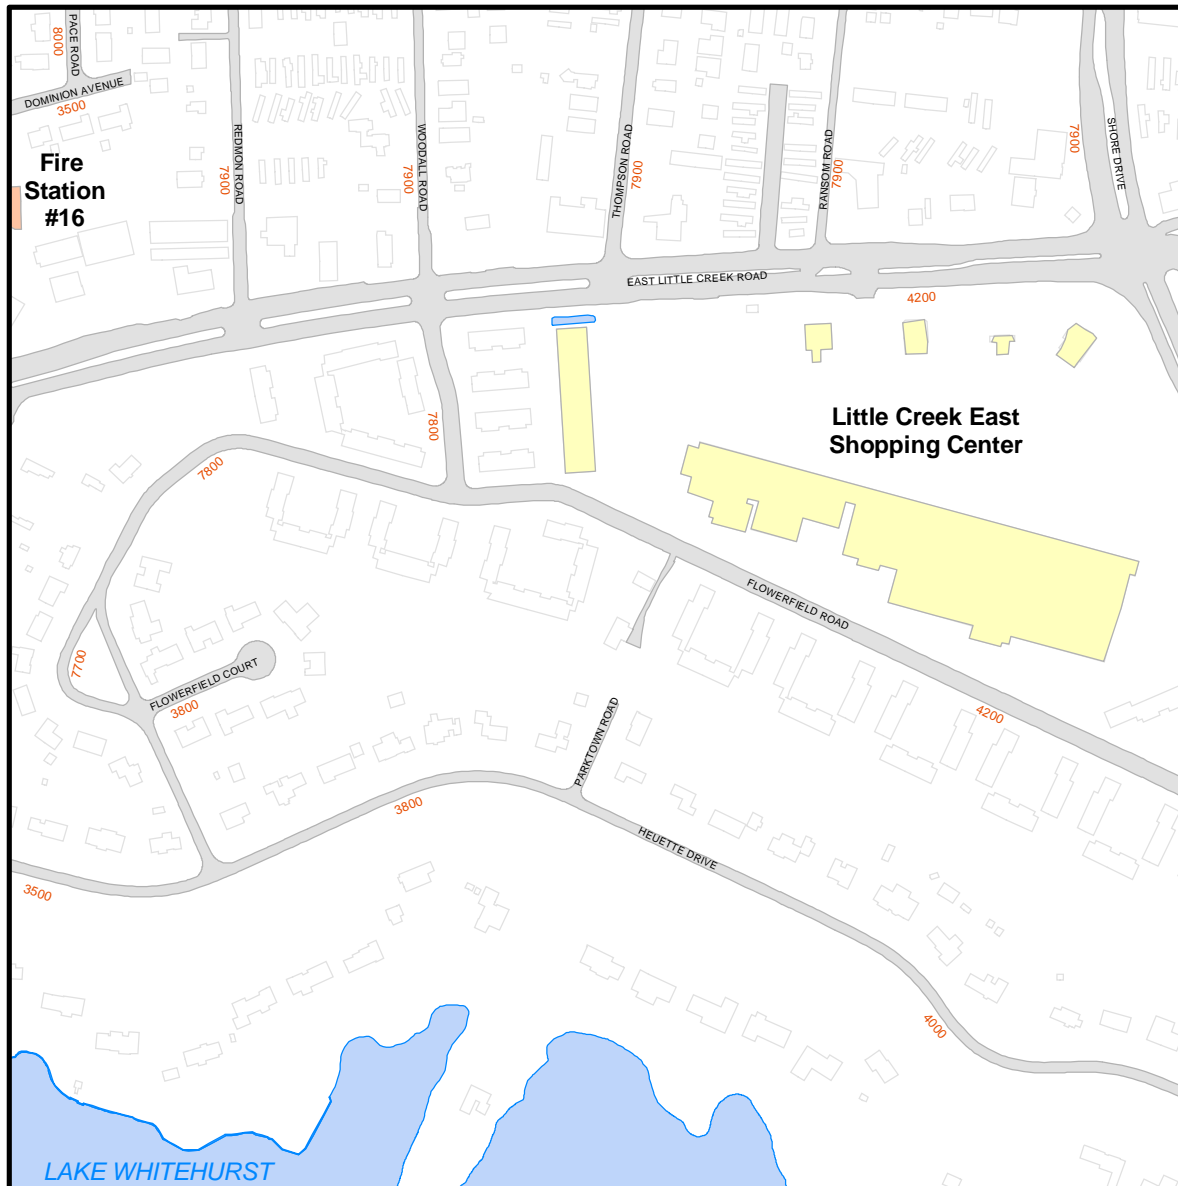 PACE ROAD
8000
DOMINION AVENUE
3500
Fire
Station
#16
REDMON ROAD
7900
WOODALL ROAD
7900
THOMPSON ROAD
7900
RANSOM ROAD
7900
7900
SHORE DRIVE
EAST LITTLE CREEK ROAD
4200
Little Creek East
Shopping Center
7800
7800
FLOWERFIELD ROAD
7700
FLOWERFIELD COURT
3800
4200
PARKTOWN ROAD
3800
HEUETTE DRIVE
3500
4000
LAKE WHITEHURST